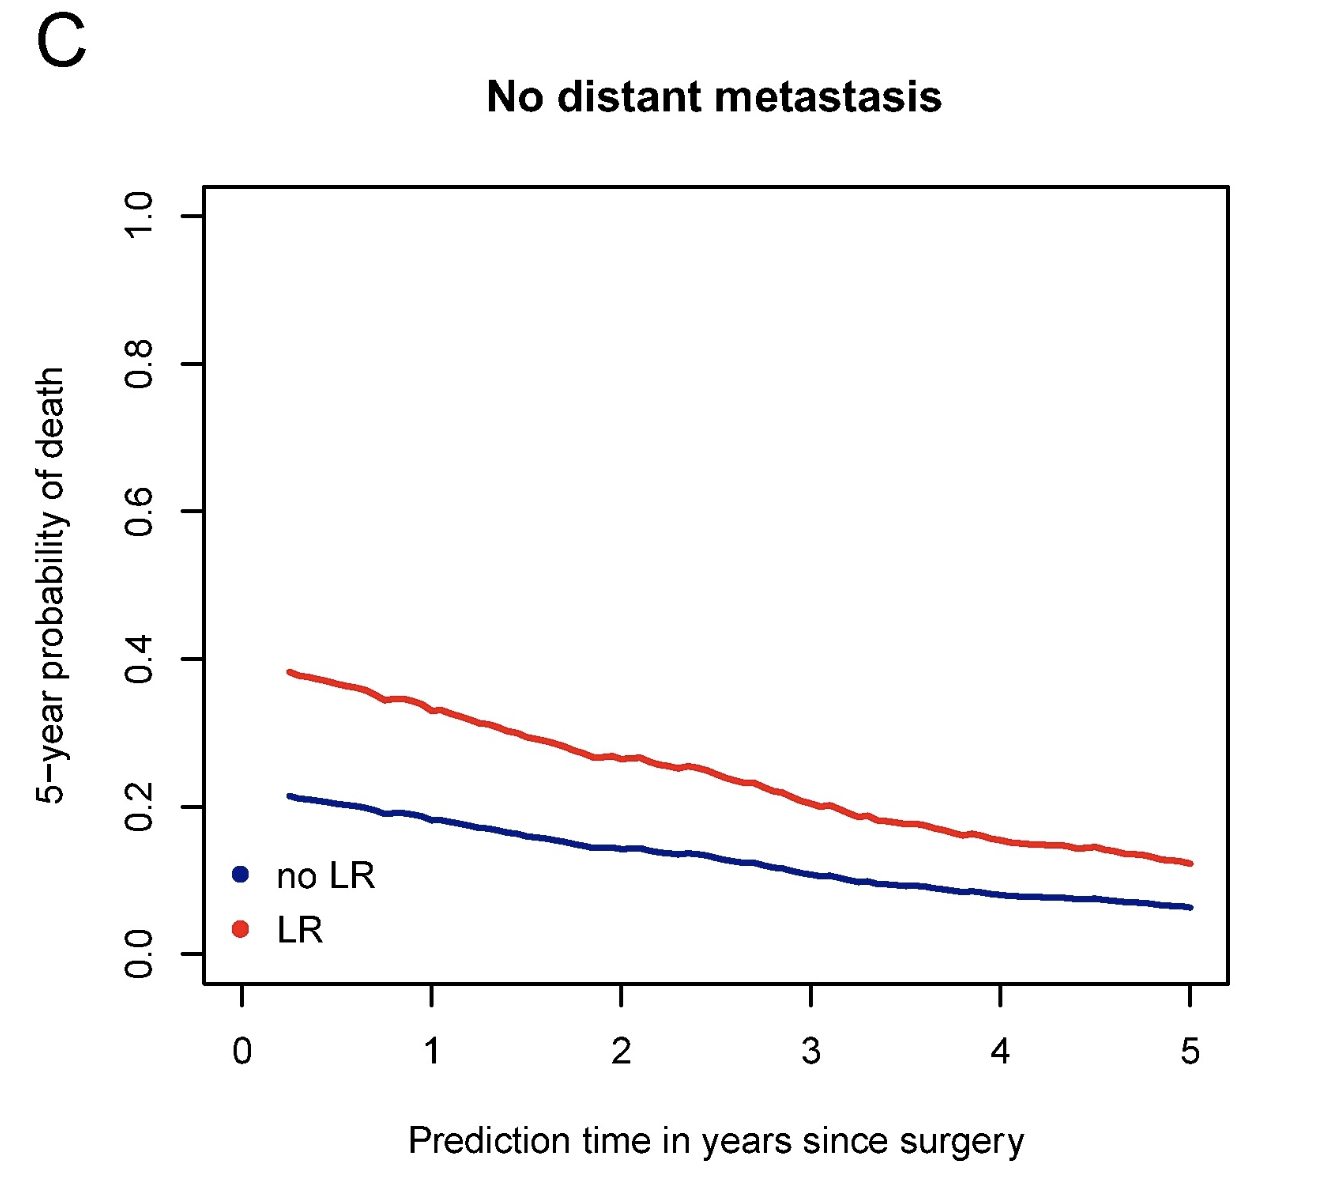 C
No distant metastasis
5−year probability of death
1.0
0.8
0.6
0.4
0.2
0.0
no LR
LR
0 1 2 3 4 5
Prediction time in years since surgery